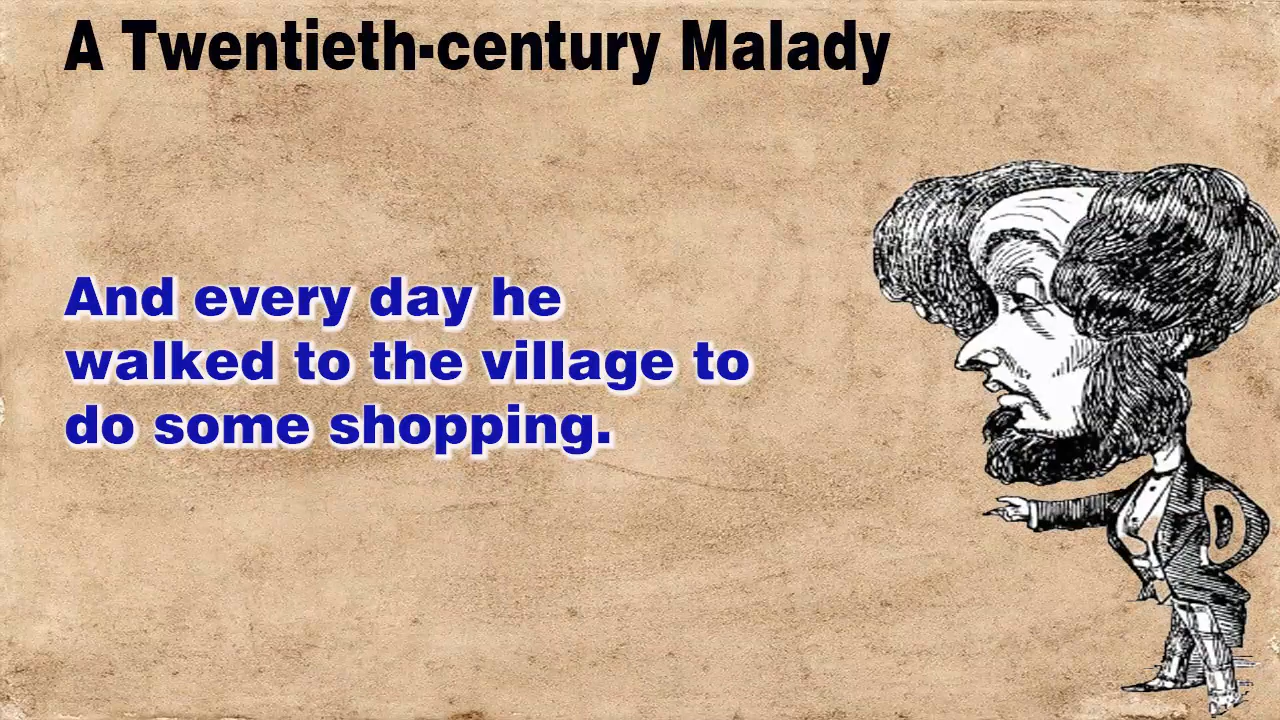 A Twentieth-century Malady
And every day he
walked to the village to
do some shopping.